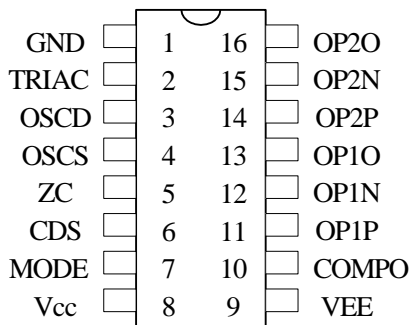 GND 1 16 OP2O
TRIAC 2 15 OP2N
OSCD 3 14 OP2P
OSCS 4 13 OP1O
ZC 5 12 OP1N
CDS 6 11 OP1P
MODE 7 10 COMPO
Vcc 8 9 VEE